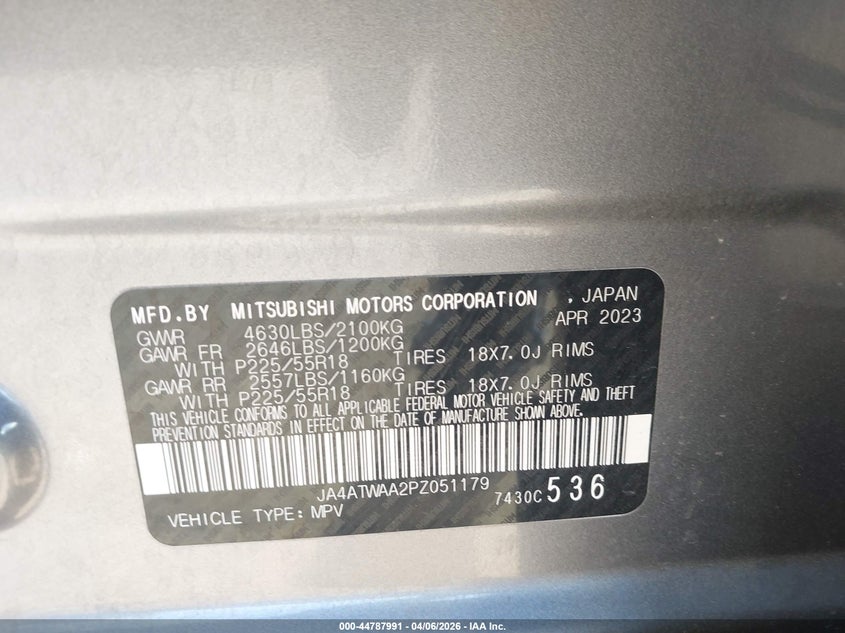 MFD.BY MITSUBISHI MOTORS CORPORATION , JAPAN
APR 2023
GVWR 4630LBS/2100KG
GAWR FR 2646LBS/1200KG
WITH P225/55R18 TIRES 18X7.0J RIMS
GAWR RR 2557LBS/1160KG
WITH P225/55R18 TIRES 18X7.0J RIMS
THIS VEHICLE CONFORMS TO ALL APPLICABLE FEDERAL MOTOR VEHICLE SAFETY AND THEFT
PREVENTION STANDARDS IN EFFECT ON THE DATE OF MANUFACTURE SHOWN ABOVE.
JA4ATWAA2PZ051179
7430C 536
VEHICLE TYPE: MPV
000-44787991 - 04/06/2026 - IAA Inc.